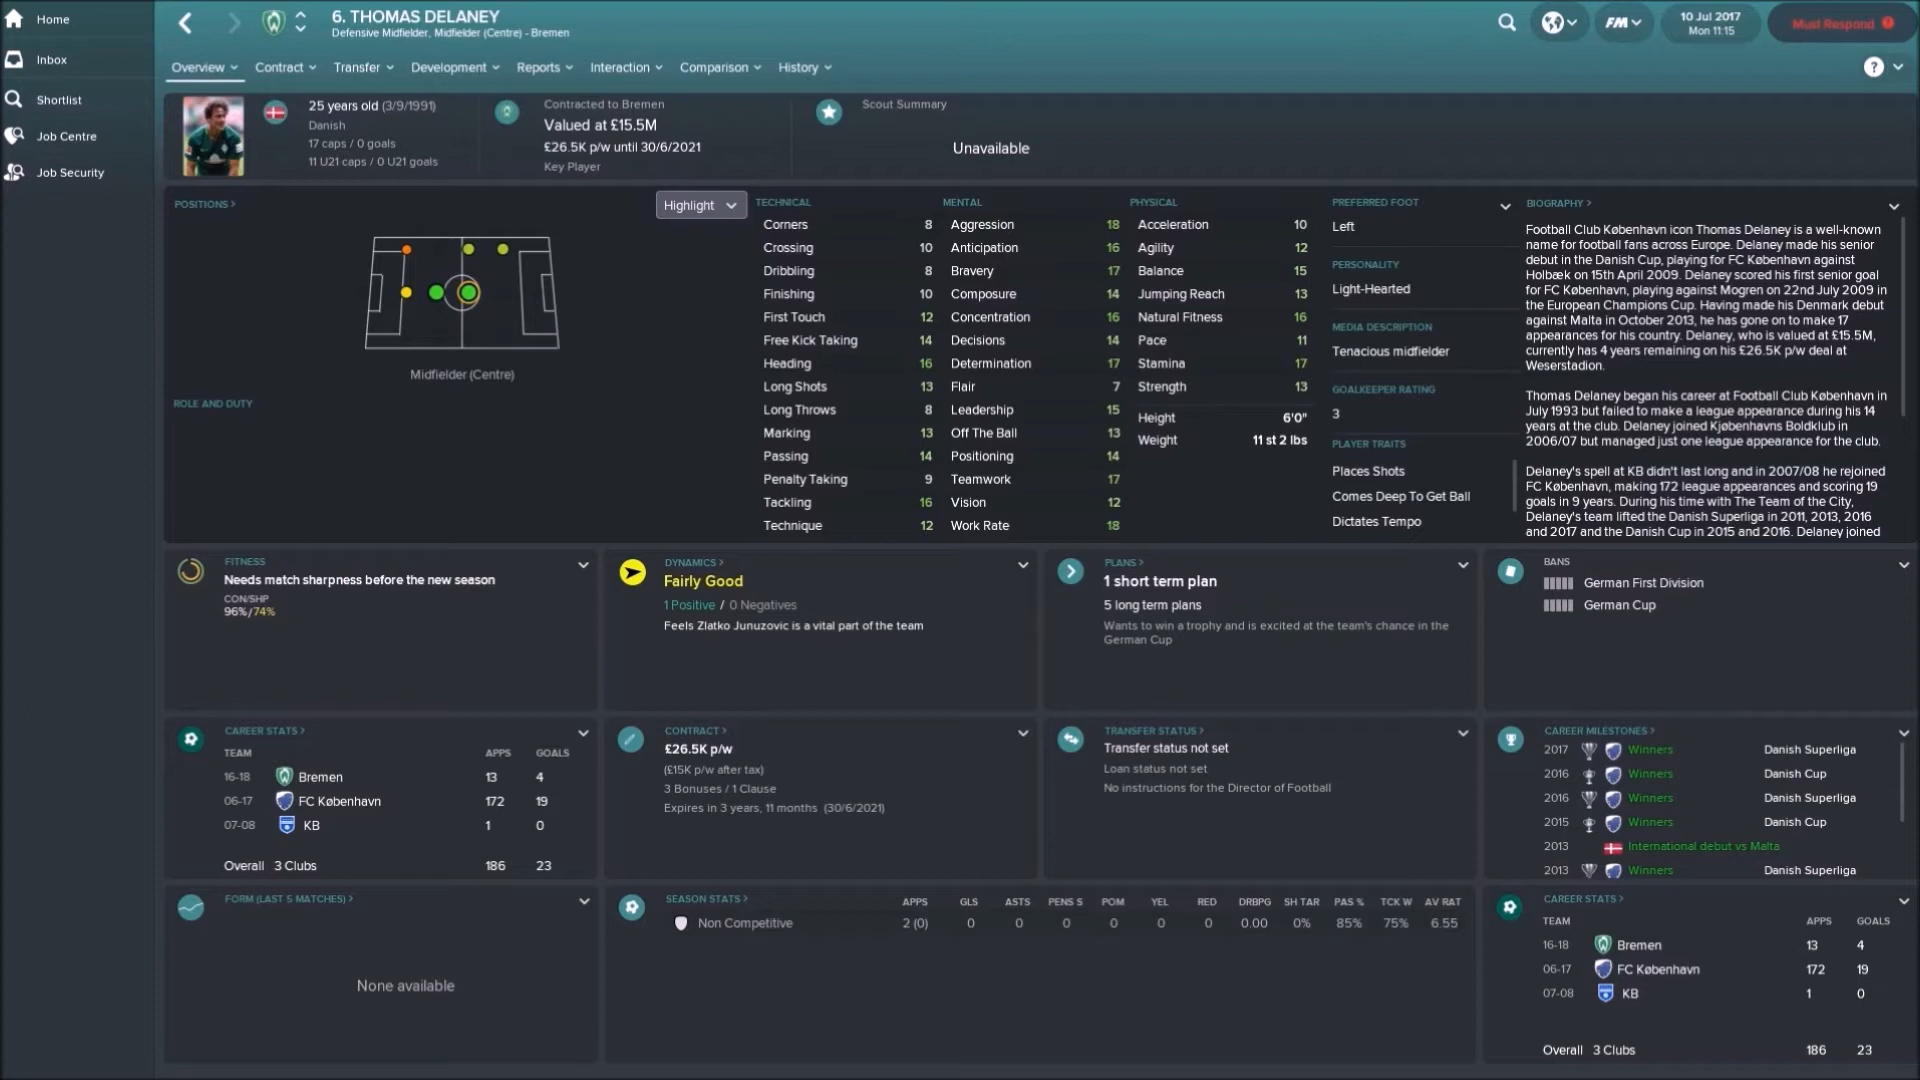 Home
Inbox
Shortlist
Job Centre
Job Security
6. THOMAS DELANEY
Defensive Midfielder, Midfielder (Centre) - Bremen
FM
10 Jul 2017
Mon 11:15
Must Respond
Overview Contract Transfer Development Reports Interaction Comparison History
?
25 years old (3/9/1991)
Danish
17 caps / 0 goals
11 U21 caps / 0 U21 goals
Contracted to Bremen
Valued at £15.5M
£26.5K p/w until 30/6/2021
Key Player
Scout Summary
Unavailable
POSITIONS >
Highlight
Midfielder (Centre)
ROLE AND DUTY
TECHNICAL
Corners 8
Crossing 10
Dribbling 8
Finishing 10
First Touch 12
Free Kick Taking 14
Heading 16
Long Shots 13
Long Throws 8
Marking 13
Passing 14
Penalty Taking 9
Tackling 16
Technique 12
MENTAL
Aggression 18
Anticipation 16
Bravery 17
Composure 14
Concentration 16
Decisions 14
Determination 17
Flair 7
Leadership 15
Off The Ball 13
Positioning 14
Teamwork 17
Vision 12
Work Rate 18
PHYSICAL
Acceleration 10
Agility 12
Balance 15
Jumping Reach 13
Natural Fitness 16
Pace 11
Stamina 17
Strength 13
Height 6'0"
Weight 11 st 2 lbs
PREFERRED FOOT
Left
PERSONALITY
Light-Hearted
MEDIA DESCRIPTION
Tenacious midfielder
GOALKEEPER RATING
3
PLAYER TRAITS
Places Shots
Comes Deep To Get Ball
Dictates Tempo
BIOGRAPHY >
Football Club København icon Thomas Delaney is a well-known
name for football fans across Europe. Delaney made his senior
debut in the Danish Cup, playing for FC København against
Holbæk on 15th April 2009. Delaney scored his first senior goal
for FC København, playing against Mogren on 22nd July 2009 in
the European Champions Cup. Having made his Denmark debut
against Malta in October 2013, he has gone on to make 17
appearances for his country. Delaney, who is valued at £15.5M,
currently has 4 years remaining on his £26.5K p/w deal at
Weserstadion.
Thomas Delaney began his career at Football Club København in
July 1993 but failed to make a league appearance during his 14
years at the club. Delaney joined Kjøbenhavns Boldklub in
2006/07 but managed just one league appearance for the club.
Delaney's spell at KB didn't last long and in 2007/08 he rejoined
FC København, making 172 league appearances and scoring 19
goals in 9 years. During his time with The Team of the City,
Delaney's team lifted the Danish Superliga in 2011, 2013, 2016
and 2017 and the Danish Cup in 2015 and 2016. Delaney joined
FITNESS
Needs match sharpness before the new season
CON/SHP
96%/74%
DYNAMICS >
Fairly Good
1 Positive / 0 Negatives
Feels Zlatko Junuzovic is a vital part of the team
PLANS >
1 short term plan
5 long term plans
Wants to win a trophy and is excited at the team's chance in the
German Cup
BANS
German First Division
German Cup
CAREER STATS >
TEAM APPS GOALS
16-18 Bremen 13 4
06-17 FC København 172 19
07-08 KB 1 0
Overall 3 Clubs 186 23
CONTRACT >
£26.5K p/w
(£15K p/w after tax)
3 Bonuses / 1 Clause
Expires in 3 years, 11 months (30/6/2021)
TRANSFER STATUS >
Transfer status not set
Loan status not set
No instructions for the Director of Football
CAREER MILESTONES >
2017 Winners Danish Superliga
2016 Winners Danish Cup
2016 Winners Danish Superliga
2015 Winners Danish Cup
2013 International debut vs Malta
2013 Winners Danish Superliga
FORM (LAST 5 MATCHES) >
None available
SEASON STATS > APPS GLS ASTS PENS S POM YEL RED DRBPG SH TAR PAS % TCK W AV RAT
Non Competitive 2 (0) 0 0 0 0 0 0 0.00 0% 85% 75% 6.55
CAREER STATS >
TEAM APPS GOALS
16-18 Bremen 13 4
06-17 FC København 172 19
07-08 KB 1 0
Overall 3 Clubs 186 23